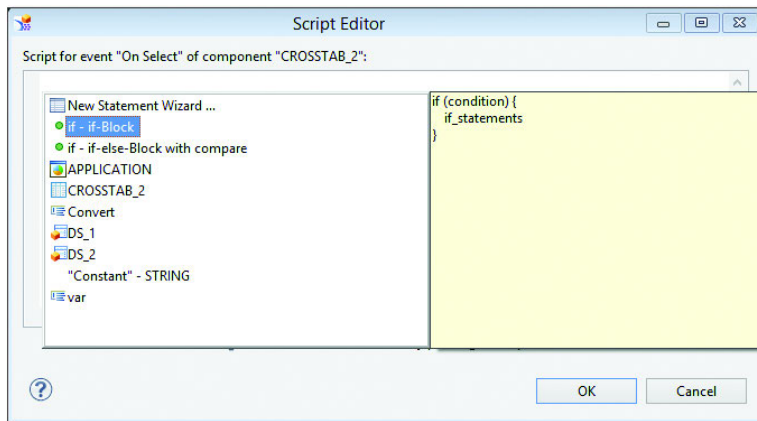 Script Editor
Script for event "On Select" of component "CROSSTAB_2":
New Statement Wizard ...
if - if-Block
if - if-else-Block with compare
APPLICATION
CROSSTAB_2
Convert
DS_1
DS_2
"Constant" - STRING
var
if (condition) {
if_statements
}
?
OK
Cancel